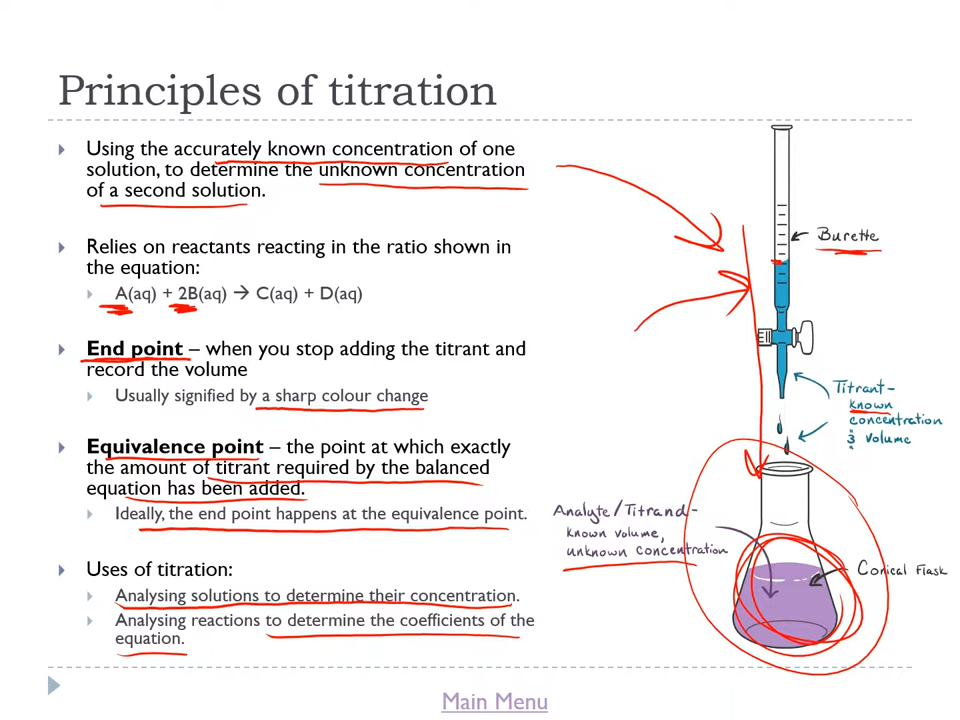 Principles of titration
Using the accurately known concentration of one
solution, to determine the unknown concentration
of a second solution.
Relies on reactants reacting in the ratio shown in
the equation:
A(aq) + 2B(aq) → C(aq) + D(aq)
End point – when you stop adding the titrant and
record the volume
Usually signified by a sharp colour change
Equivalence point – the point at which exactly
the amount of titrant required by the balanced
equation has been added.
Ideally, the end point happens at the equivalence point.
Uses of titration:
Analysing solutions to determine their concentration.
Analysing reactions to determine the coefficients of the
equation.
Burette
Titrant-
known
concentration
& volume
Analyte/Titrand-
known volume,
unknown concentration
Conical Flask
Main Menu